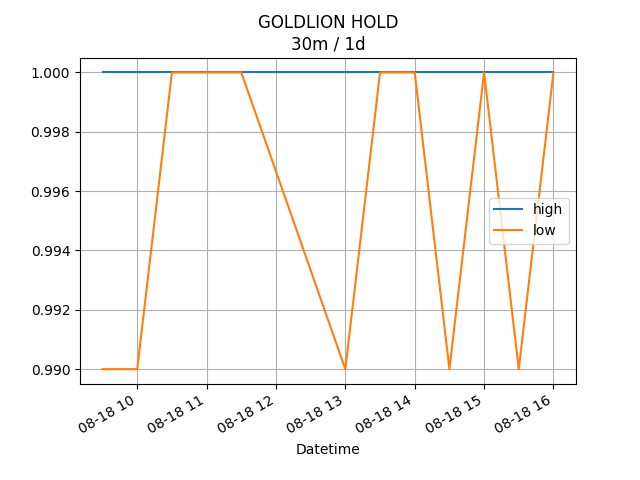 GOLDLION HOLD
30m / 1d
1.000
0.998
0.996
0.994
0.992
0.990
high
low
08-18 10
08-18 11
08-18 12
08-18 13
08-18 14
08-18 15
08-18 16
Datetime